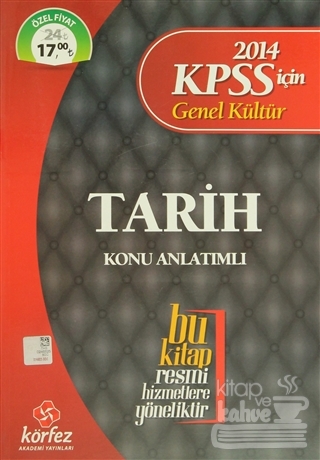 ÖZEL FİYAT
24 ₺
17,00 ₺
2014
KPSS için
Genel Kültür
TARİH
KONU ANLATIMLI
bu
kitap
resmi
hizmetlere
yöneliktir
kitap ve
kahve
körfez
AKADEMİ YAYINLARI